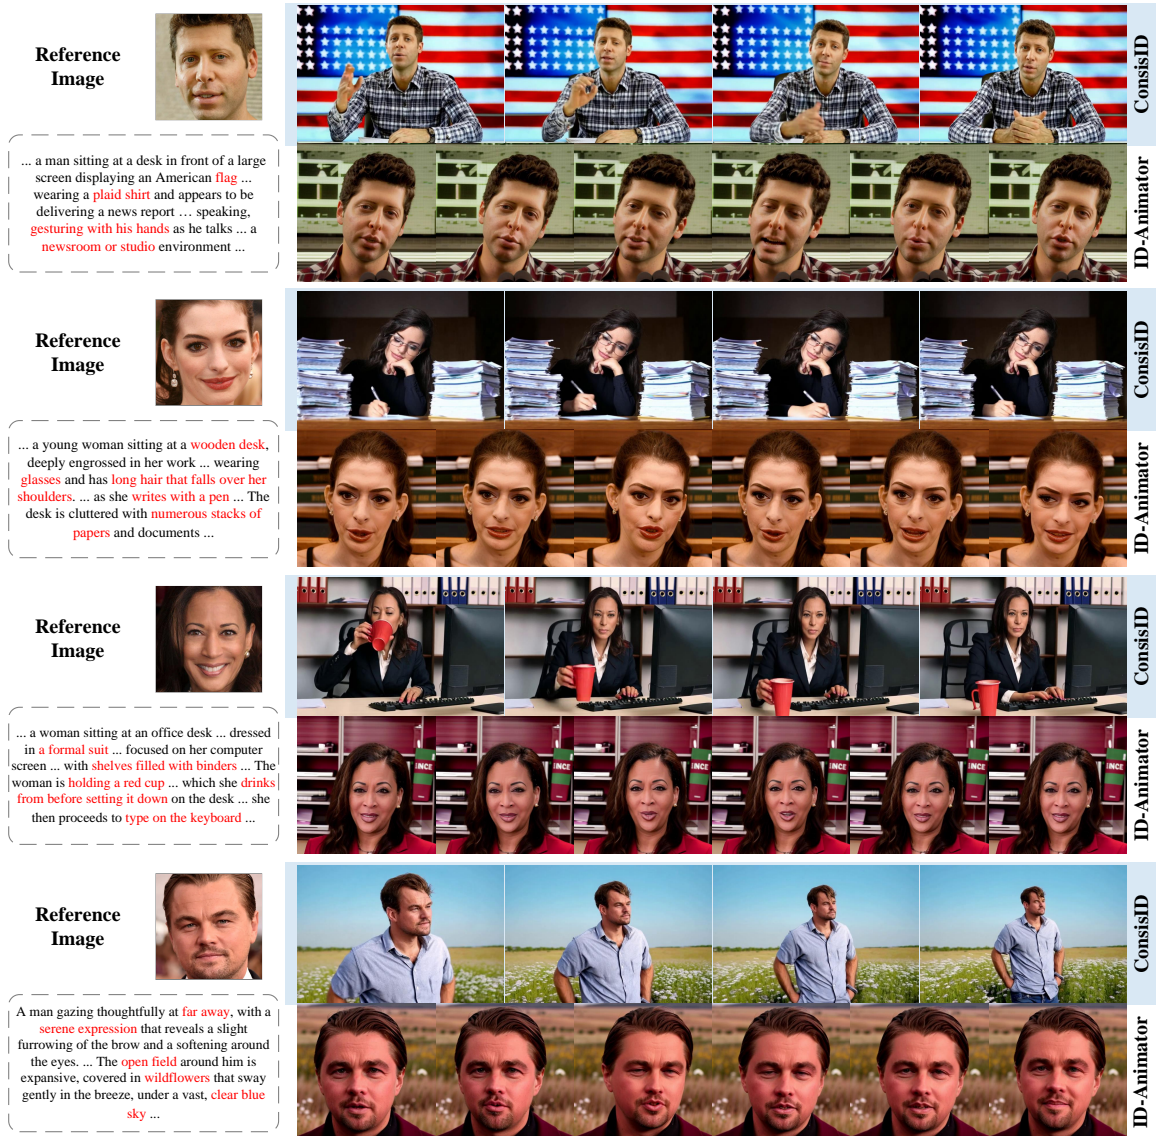 Reference
Image
ConsisID
... a man sitting at a desk in front of a large
screen displaying an American flag ...
wearing a plaid shirt and appears to be
delivering a news report ... speaking,
gesturing with his hands as he talks ... a
newsroom or studio environment ...
ID-Animator
Reference
Image
ConsisID
... a young woman sitting at a wooden desk,
deeply engrossed in her work ... wearing
glasses and has long hair that falls over her
shoulders. ... as she writes with a pen ... The
desk is cluttered with numerous stacks of
papers and documents ...
ID-Animator
Reference
Image
ConsisID
... a woman sitting at an office desk ... dressed
in a formal suit ... focused on her computer
screen ... with shelves filled with binders ... The
woman is holding a red cup ... which she drinks
from before setting it down on the desk ... she
then proceeds to type on the keyboard ...
INCE
INCE
INCE
INCE
INCE
INCE
ID-Animator
Reference
Image
ConsisID
A man gazing thoughtfully at far away, with a
serene expression that reveals a slight
furrowing of the brow and a softening around
the eyes. ... The open field around him is
expansive, covered in wildflowers that sway
gently in the breeze, under a vast, clear blue
sky ...
ID-Animator